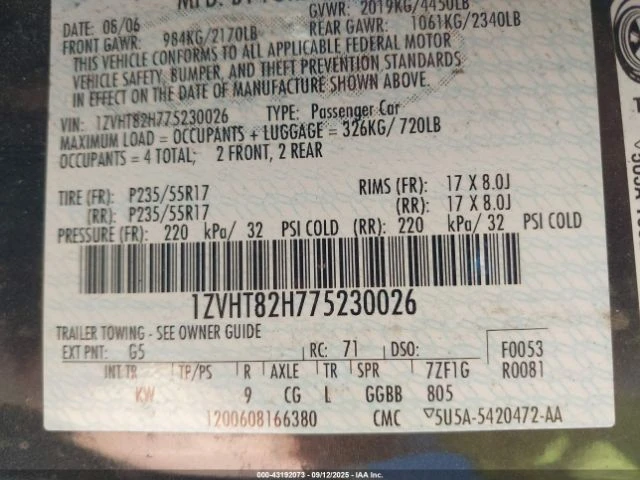 MFD. BY FOR
GVWR: 2019KG/4450LB
DATE: 08/06
FRONT GAWR: 984KG/2170LB
REAR GAWR: 1061KG/2340LB
THIS VEHICLE CONFORMS TO ALL APPLICABLE FEDERAL MOTOR
VEHICLE SAFETY, BUMPER, AND THEFT PREVENTION STANDARDS
IN EFFECT ON THE DATE OF MANUFACTURE SHOWN ABOVE.
VIN: 1ZVHT82H775230026 TYPE: Passenger Car
MAXIMUM LOAD = OCCUPANTS + LUGGAGE = 326KG/720LB
OCCUPANTS = 4 TOTAL; 2 FRONT, 2 REAR
TIRE (FR): P235/55R17 RIMS (FR): 17 X 8.0J
(RR): P235/55R17 (RR): 17 X 8.0J
PRESSURE (FR): 220 kPa/ 32 PSI COLD (RR): 220 kPa/ 32 PSI COLD
1ZVHT82H775230026
TRAILER TOWING - SEE OWNER GUIDE
EXT PNT: G5 RC: 71 DSO: F0053
INT TR TP/PS R AXLE TR SPR 7ZF1G R0081
KW 9 CG L GGBB 805
1200608166380 CMC ▽5U5A-5420472-AA
000-43192073 - 09/12/2025 - IAA Inc.